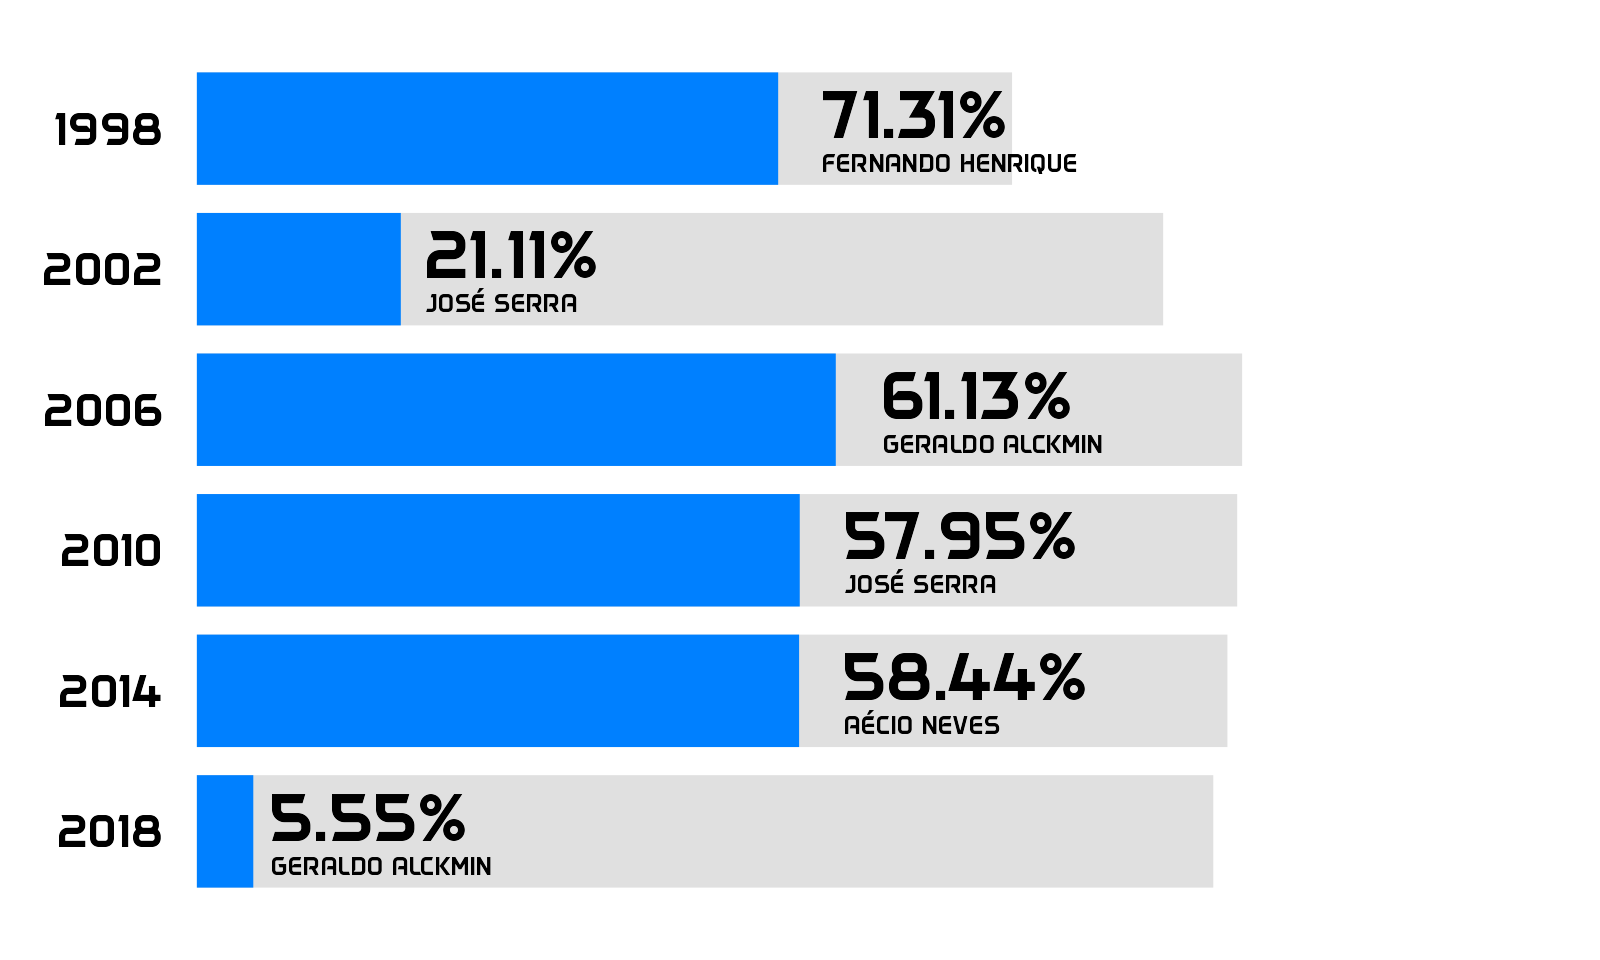 1998
71.31%
FERNANDO HENRIQUE
2002
21.11%
JOSÉ SERRA
2006
61.13%
GERALDO ALCKMIN
2010
57.95%
JOSÉ SERRA
2014
58.44%
AÉCIO NEVES
2018
5.55%
GERALDO ALCKMIN